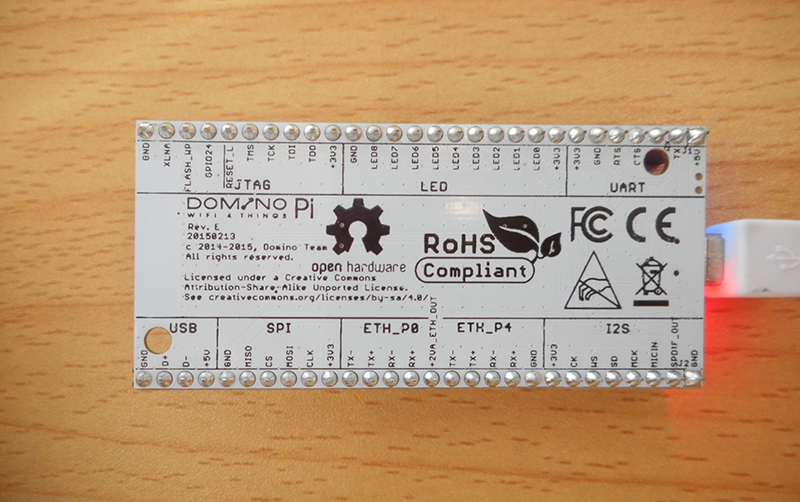 GND XLNA FLASH_WP GPIO24 RESET_L TMS TCK TDI TDO +3V3 GND LED8 LED7 LED6 LED5 LED4 LED3 LED2 LED1 LED0 +3V3 +3V3 GND RTS CTS TX +5V
J1
JTAG LED UART
DOMINO Pi
WIFI 4 THINGS
Rev. E
20150213
c 2014-2015, Domino Team
All rights reserved.
open hardware
Licensed under a Creative Commons
Attribution-Share Alike Unported License.
See creativecommons.org/licenses/by-sa/4.0/
RoHS
Compliant
FC CE
USB SPI ETH_P0 ETH_P4 I2S
GND D+ D- +5V GND MISO CS MOSI CLK +3V3 TX- TX+ RX- RX+ +2VA_ETH_OUT TX- TX+ RX- RX+ GND +3V3 CK WS SD MCK MICIN SPDIF_OUT GND
J2